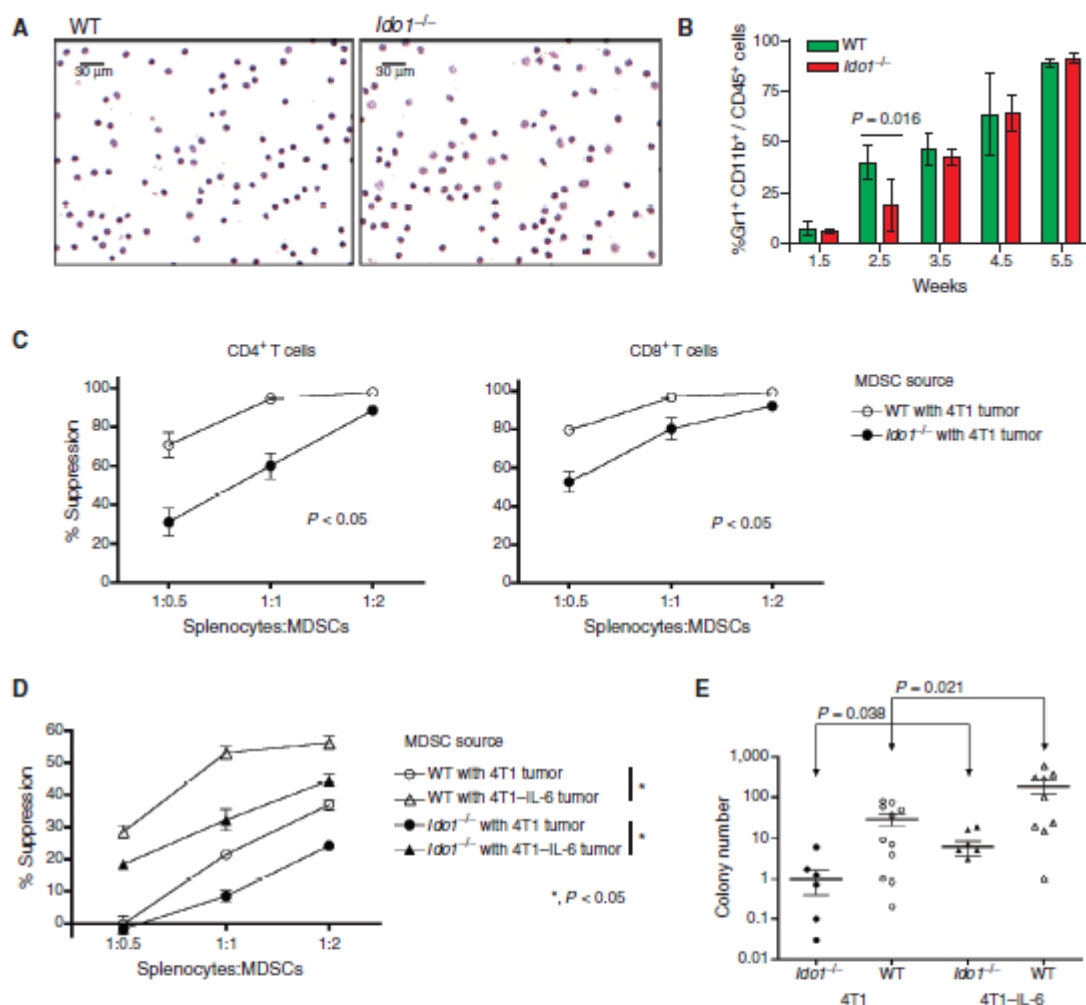 A
WT
Ido1–/–
30 µm
30 µm
B
WT
Ido1–/–
P = 0.016
%Gr1+ CD11b+ / CD45+ cells
100
75
50
25
0
1.5
2.5
3.5
4.5
5.5
Weeks
C
CD4+ T cells
% Suppression
100
80
60
40
20
0
P < 0.05
1:0.5
1:1
1:2
Splenocytes:MDSCs
CD8+ T cells
100
80
60
40
20
0
P < 0.05
1:0.5
1:1
1:2
Splenocytes:MDSCs
MDSC source
WT with 4T1 tumor
Ido1–/– with 4T1 tumor
D
% Suppression
60
50
40
30
20
10
0
1:0.5
1:1
1:2
Splenocytes:MDSCs
MDSC source
WT with 4T1 tumor
WT with 4T1–IL-6 tumor
*
Ido1–/– with 4T1 tumor
Ido1–/– with 4T1–IL-6 tumor
*
*, P < 0.05
E
P = 0.021
P = 0.038
Colony number
1,000
100
10
1
0.1
0.01
Ido1–/–
WT
Ido1–/–
WT
4T1
4T1–IL-6